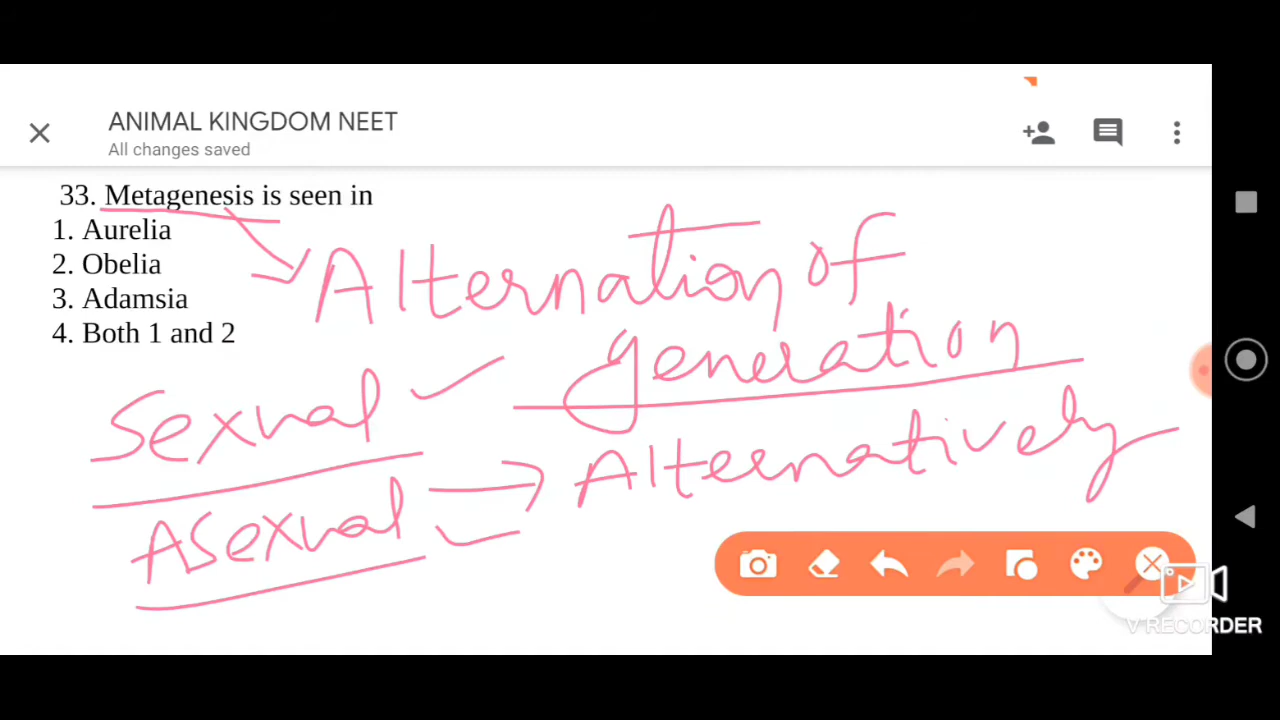 ANIMAL KINGDOM NEET
All changes saved
33. Metagenesis is seen in
1. Aurelia
2. Obelia
3. Adamsia
4. Both 1 and 2
Alternation of
generation
Sexual
Asexual → Alternatively
V RECORDER